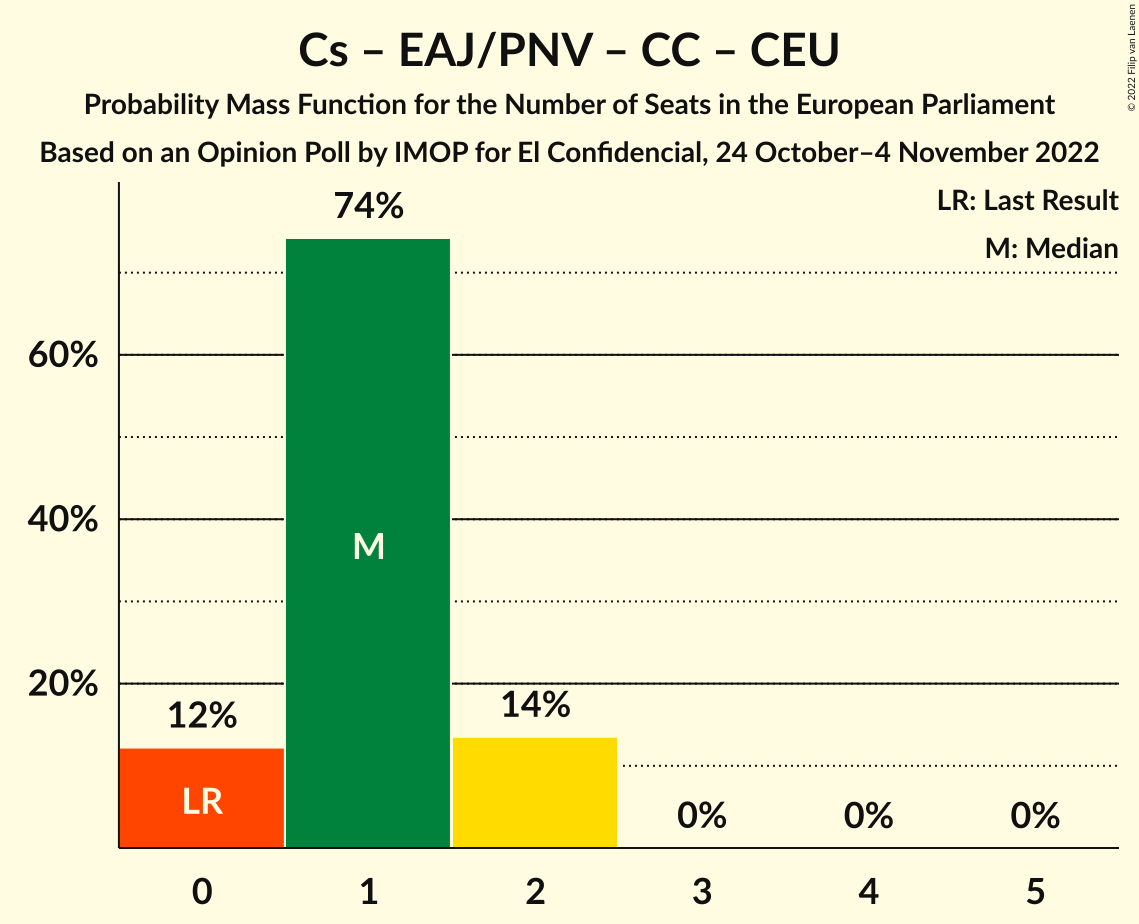 Cs – EAJ/PNV – CC – CEU
Probability Mass Function for the Number of Seats in the European Parliament
Based on an Opinion Poll by IMOP for El Confidencial, 24 October–4 November 2022
© 2022 Filip van Laenen
LR: Last Result
M: Median
74%
60%
40%
20%
M
12%
LR
14%
0%
0%
0%
0
1
2
3
4
5